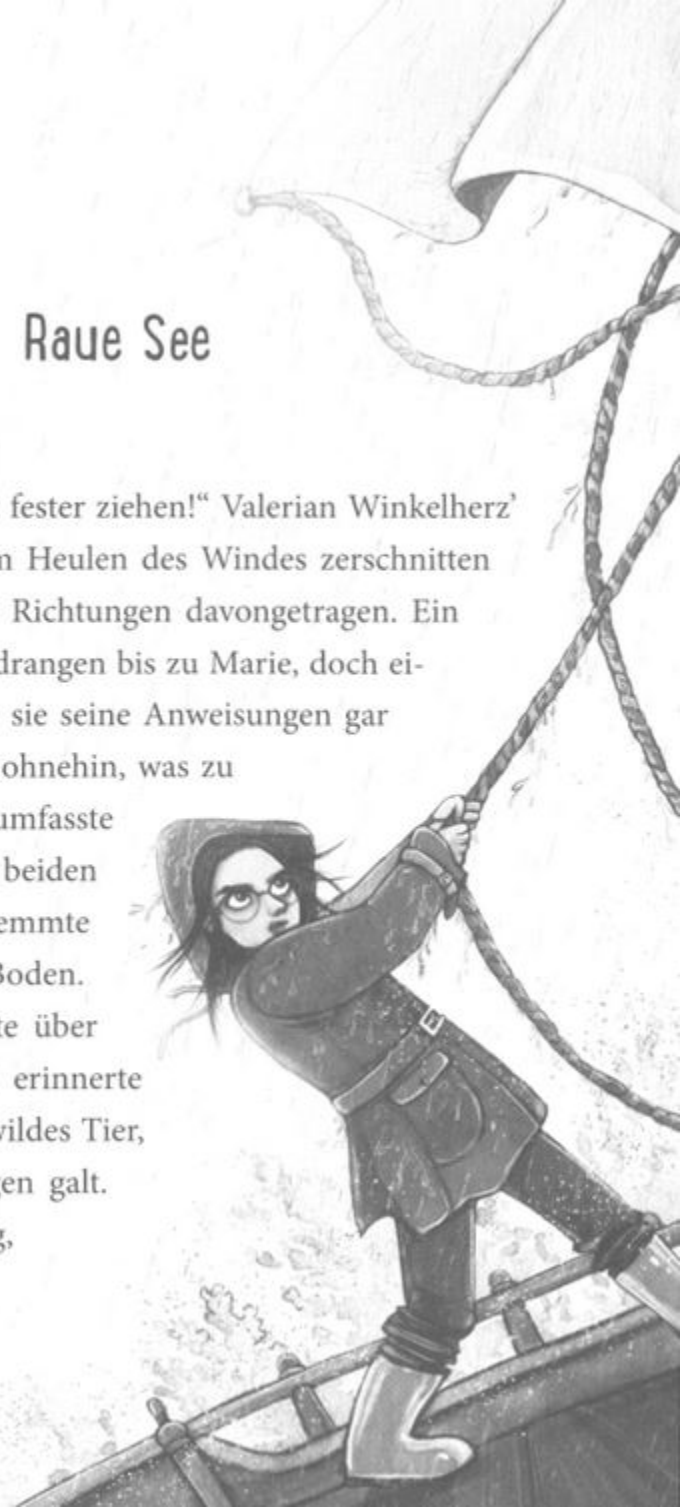 Raue See
fester ziehen!“ Valerian Winkelherz’
m Heulen des Windes zerschnitten
Richtungen davongetragen. Ein
drangen bis zu Marie, doch ei-
sie seine Anweisungen gar
ohnehin, was zu
umfasste
beiden
emmte
Boden.
te über
erinnerte
wildes Tier,
gen galt.
g,